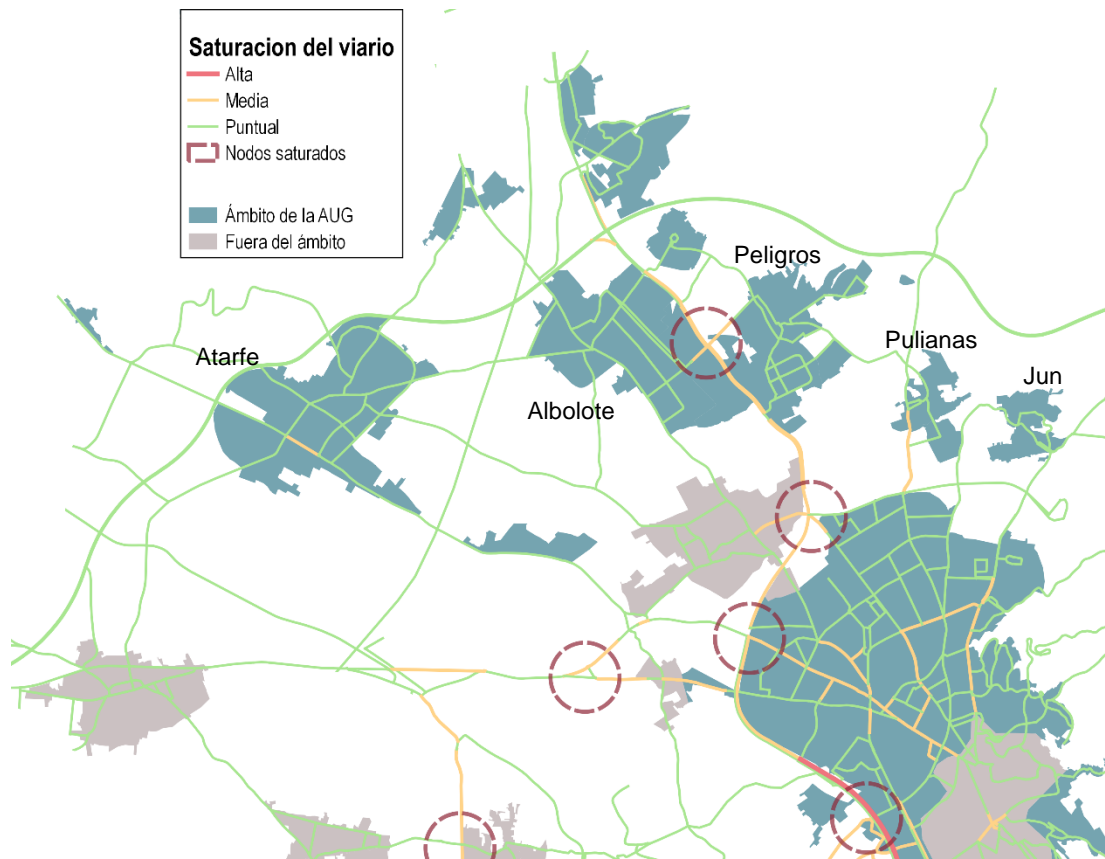 Saturacion del viario
Alta
Media
Puntual
Nodos saturados
Ámbito de la AUG
Fuera del ámbito
Peligros
Pulianas
Atarfe
Jun
Albolote